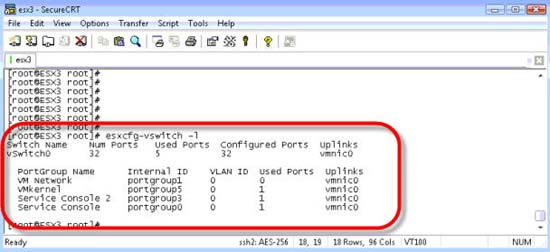 esx3 - SecureCRT
File Edit View Options Transfer Script Tools Help
esx3
[root@ESX3 root]#
[root@ESX3 root]#
[root@ESX3 root]#
[root@ESX3 root]#
[root@ESX3 root]#
[root@ESX3 root]# esxcfg-vswitch -l
Switch Name Num Ports Used Ports Configured Ports Uplinks
vSwitch0 32 5 32 vmnic0
PortGroup Name Internal ID VLAN ID Used Ports Uplinks
VM Network portgroup1 0 0 vmnic0
VMkernel portgroup5 0 1 vmnic0
Service Console 2 portgroup3 0 1 vmnic0
Service Console portgroup0 0 1 vmnic0
[root@ESX3 root]#
Ready ssh2: AES-256 18, 19 18 Rows, 96 Cols VT100 NUM